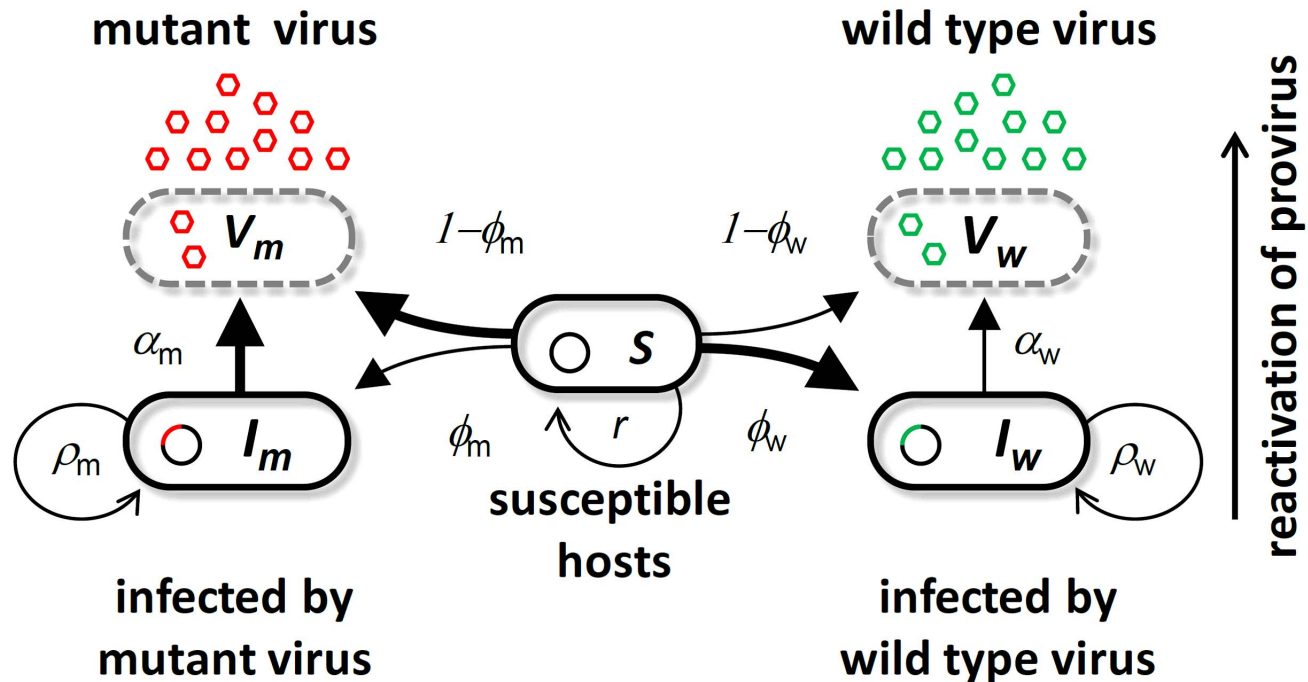 mutant virus
wild type virus
V_m
1−ϕ_m
1−ϕ_w
V_w
α_m
S
α_w
ρ_m
I_m
ϕ_m
r
ϕ_w
I_w
ρ_w
susceptible
hosts
infected by
mutant virus
infected by
wild type virus
reactivation of provirus